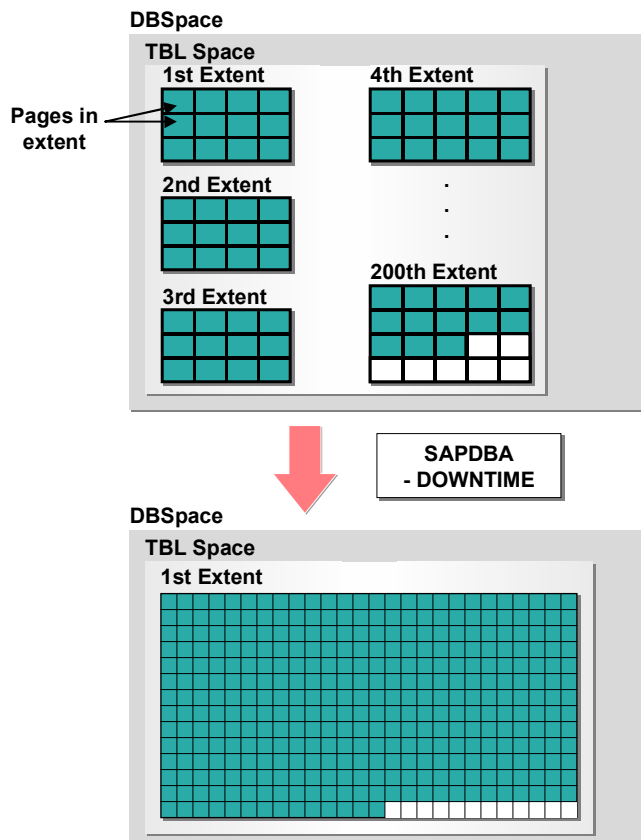 DBSpace
TBL Space
1st Extent
4th Extent
Pages in
extent
2nd Extent
.
.
.
3rd Extent
200th Extent
SAPDBA
- DOWNTIME
DBSpace
TBL Space
1st Extent